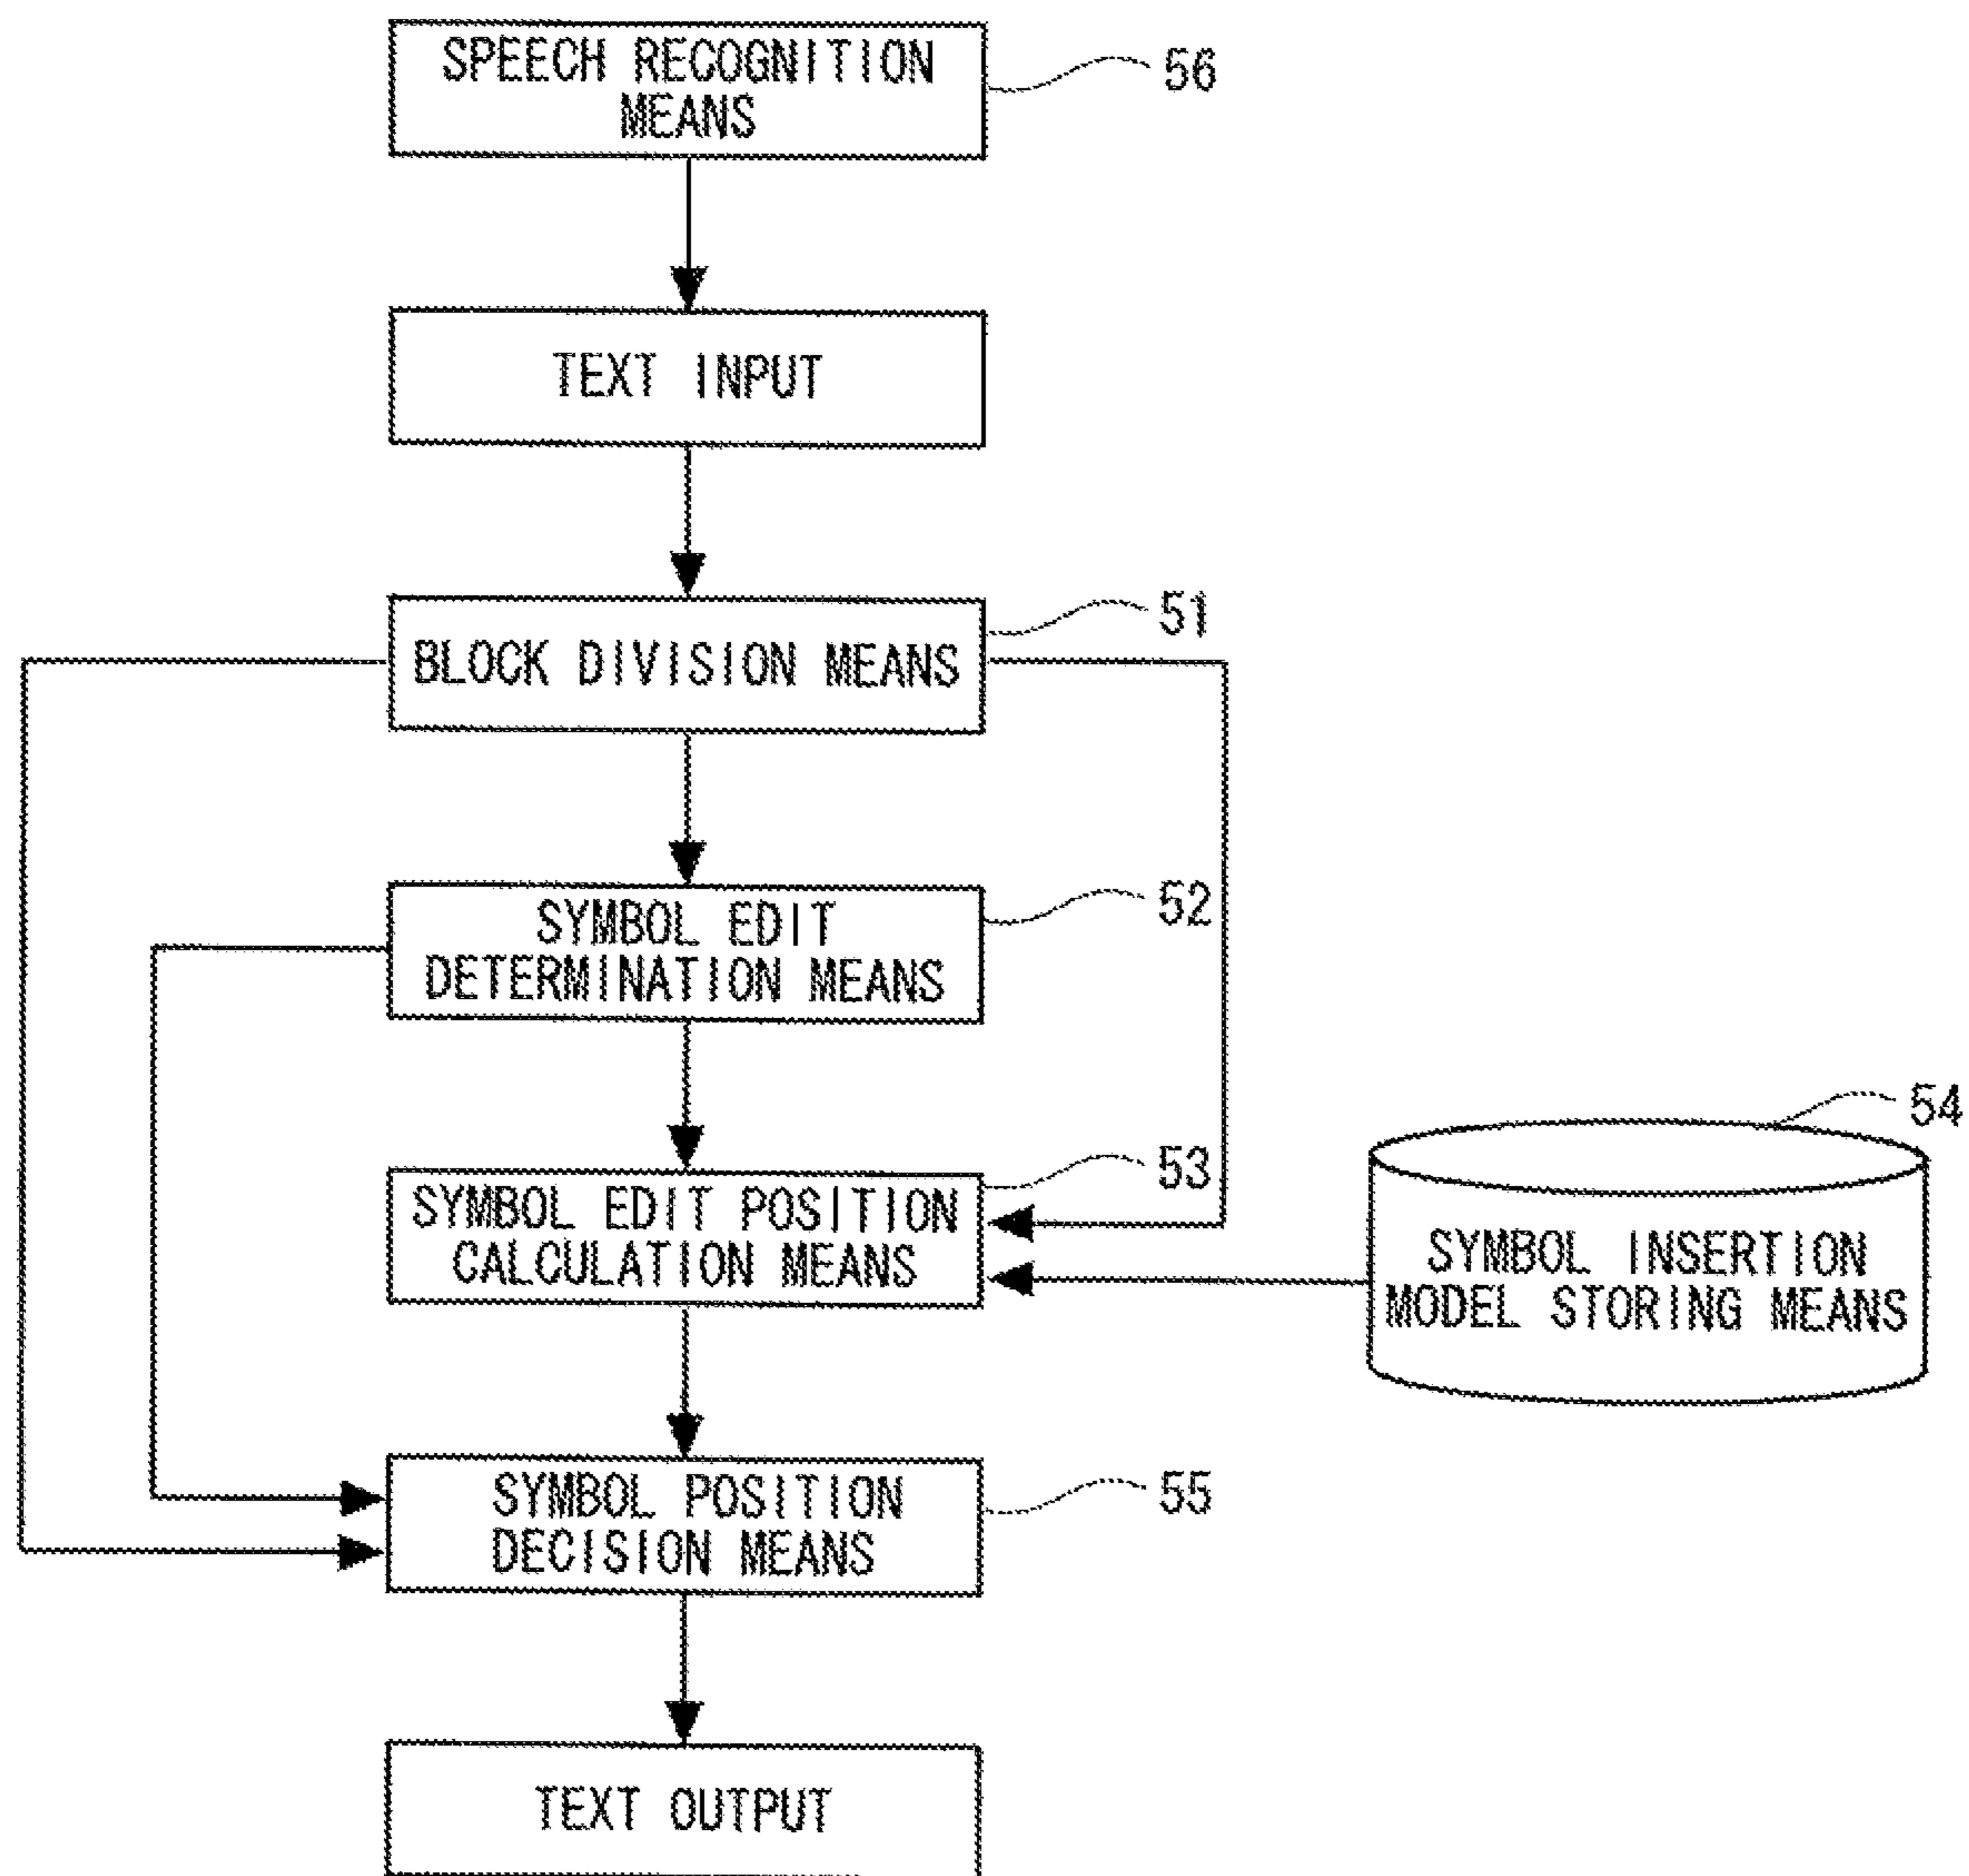 SPEECH RECOGNITION
MEANS
56
TEXT INPUT
51
BLOCK DIVISION MEANS
52
SYMBOL EDIT
DETERMINATION MEANS
54
53
SYMBOL EDIT POSITION
CALCULATION MEANS
SYMBOL INSERTION
MODEL STORING MEANS
55
SYMBOL POSITION
DECISION MEANS
TEXT OUTPUT